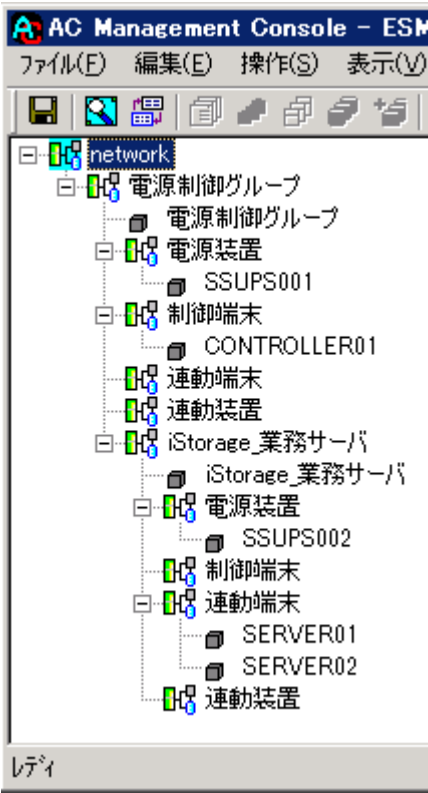 AC Management Console - ESM
ファイル(F) 編集(E) 操作(S) 表示(V)
network
電源制御グループ
電源制御グループ
電源装置
SSUPS001
制御端末
CONTROLLER01
連動端末
連動装置
iStorage_業務サーバ
iStorage_業務サーバ
電源装置
SSUPS002
制御端末
連動端末
SERVER01
SERVER02
連動装置
レディ